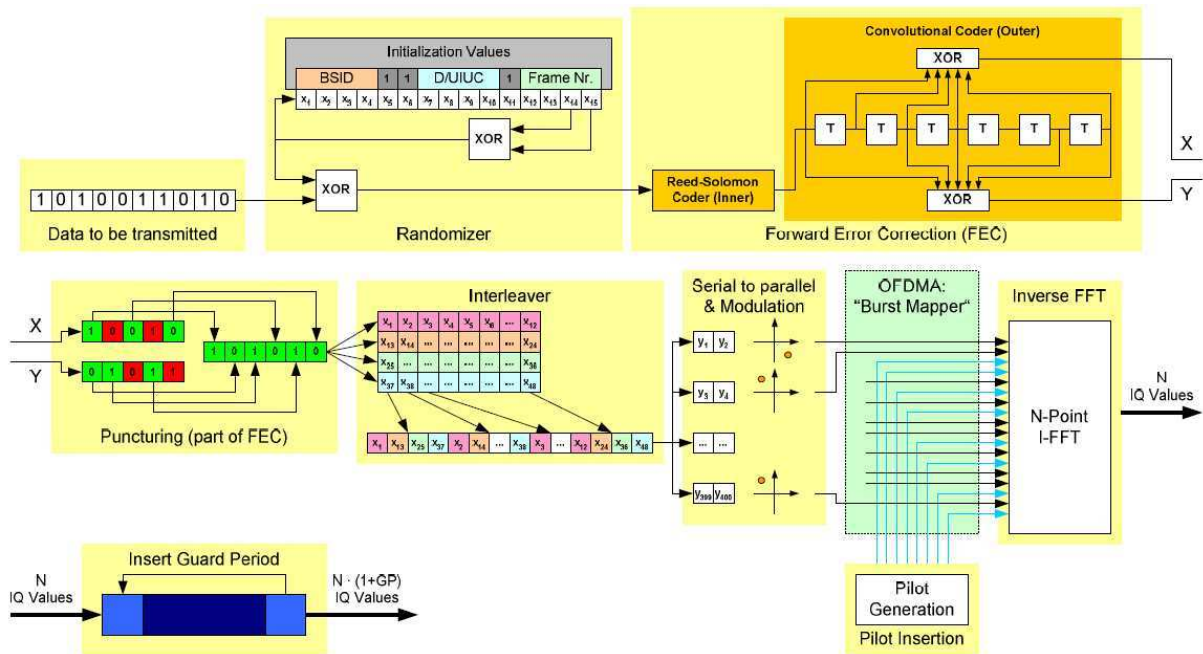 Initialization Values
BSID 1 1 D/UIUC 1 Frame Nr.
x1 x2 x3 x4 x5 x6 x7 x8 x9 x10 x11 x12 x13 x14 x15
XOR
XOR
1 0 1 0 0 1 1 0 1 0
Data to be transmitted
Randomizer
Convolutional Coder (Outer)
XOR
T T T T T T
Reed-Solomon
Coder (Inner)
XOR
X
Y
Forward Error Correction (FEC)
X
1 0 0 1 0
Y
0 1 0 1 1
1 0 1 0 1 0
Puncturing (part of FEC)
Interleaver
x1 x2 x3 x4 x5 x6 ... x12
x13 x14 ... ... ... ... ... x24
x25 ... ... ... ... ... ... x36
x37 x38 ... ... ... ... ... x48
x1 x13 x25 x37 x2 x14 ... x38 x3 ... x12 x24 x36 x48
Serial to parallel
& Modulation
y1 y2
y5 y4
... ...
y399 y400
OFDMA:
"Burst Mapper"
Inverse FFT
N-Point
I-FFT
N
IQ Values
Pilot
Generation
Pilot Insertion
Insert Guard Period
N
IQ Values
N · (1+GP)
IQ Values